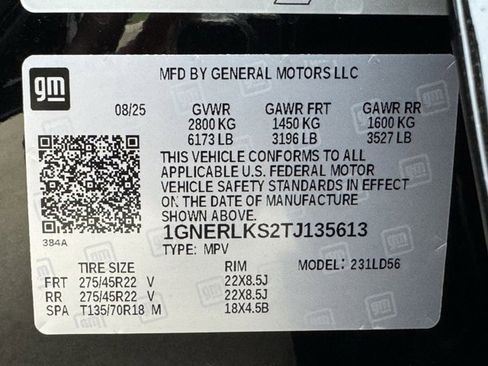 gm
MFD BY GENERAL MOTORS LLC
08/25 GVWR GAWR FRT GAWR RR
2800 KG 1450 KG 1600 KG
6173 LB 3196 LB 3527 LB
THIS VEHICLE CONFORMS TO ALL
APPLICABLE U.S. FEDERAL MOTOR
VEHICLE SAFETY STANDARDS IN EFFECT
ON THE DATE OF MANUFACTURE
SHOWN ABOVE.
384A
1GNERLKS2TJ135613
TYPE: MPV
TIRE SIZE RIM MODEL: 231LD56
FRT 275/45R22 V 22X8.5J
RR 275/45R22 V 22X8.5J
SPA T135/70R18 M 18X4.5B